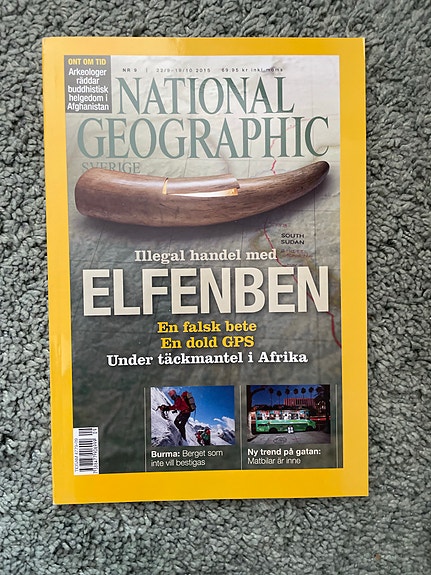 ONT OM TID
Arkeologer
räddar
buddhistisk
helgedom i
Afghanistan
NR 9
NATIONAL
GEOGRAPHIC
SVERIGE
SOUTH
SUDAN
Illegal handel med
ELFENBEN
En falsk bete
En dold GPS
Under täckmantel i Afrika
Burma: Berget som
inte vill bestigas
Ny trend på gatan:
Matbilar är inne